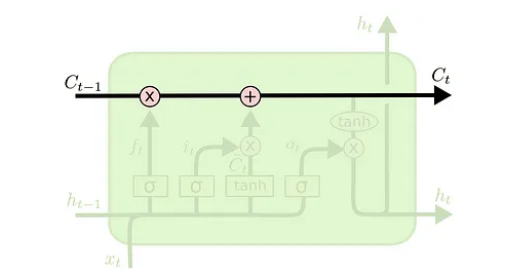 h_t
C_{t-1} × + C_t
tanh
f_t i_t × o_t ×
C̃_t
σ σ tanh σ
h_{t-1} h_t
x_t